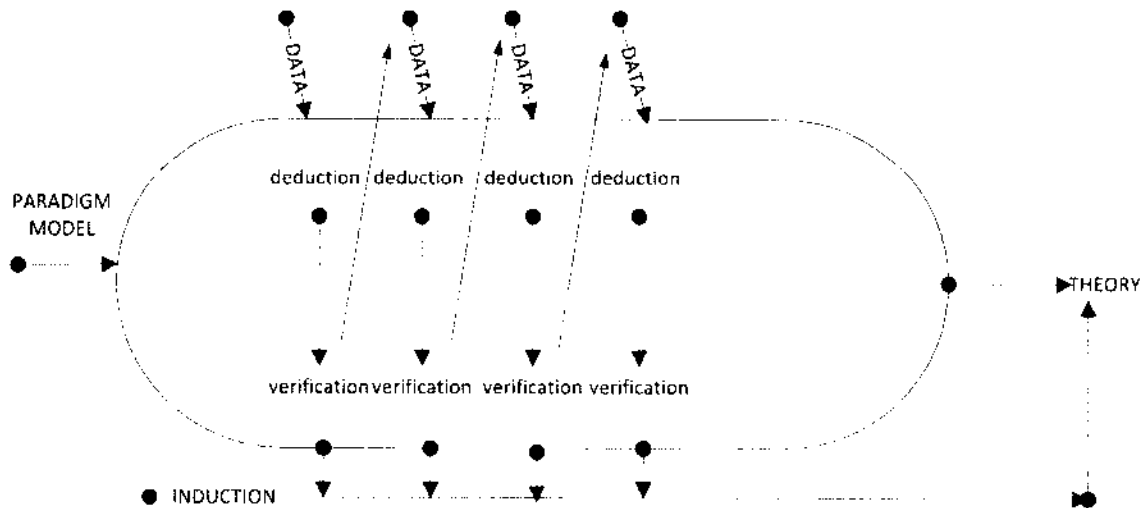 DATA DATA DATA DATA
deduction deduction deduction deduction
PARADIGM
MODEL
THEORY
verification verification verification verification
INDUCTION